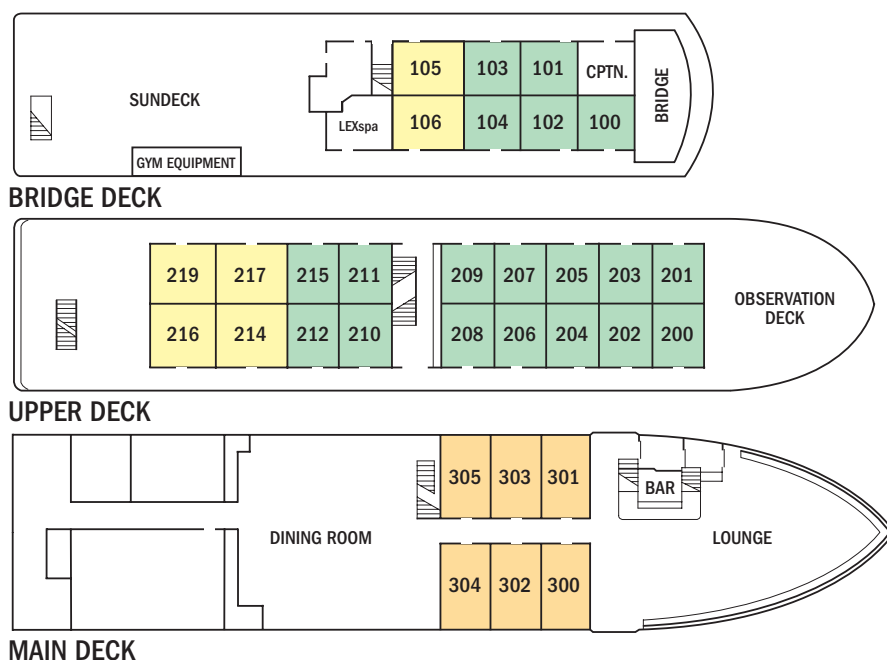 105 103 101 CPTN.
SUNDECK
LEXspa
106 104 102 100
BRIDGE
GYM EQUIPMENT
BRIDGE DECK
219 217 215 211 209 207 205 203 201
OBSERVATION
DECK
216 214 212 210 208 206 204 202 200
UPPER DECK
305 303 301
BAR
DINING ROOM
LOUNGE
304 302 300
MAIN DECK